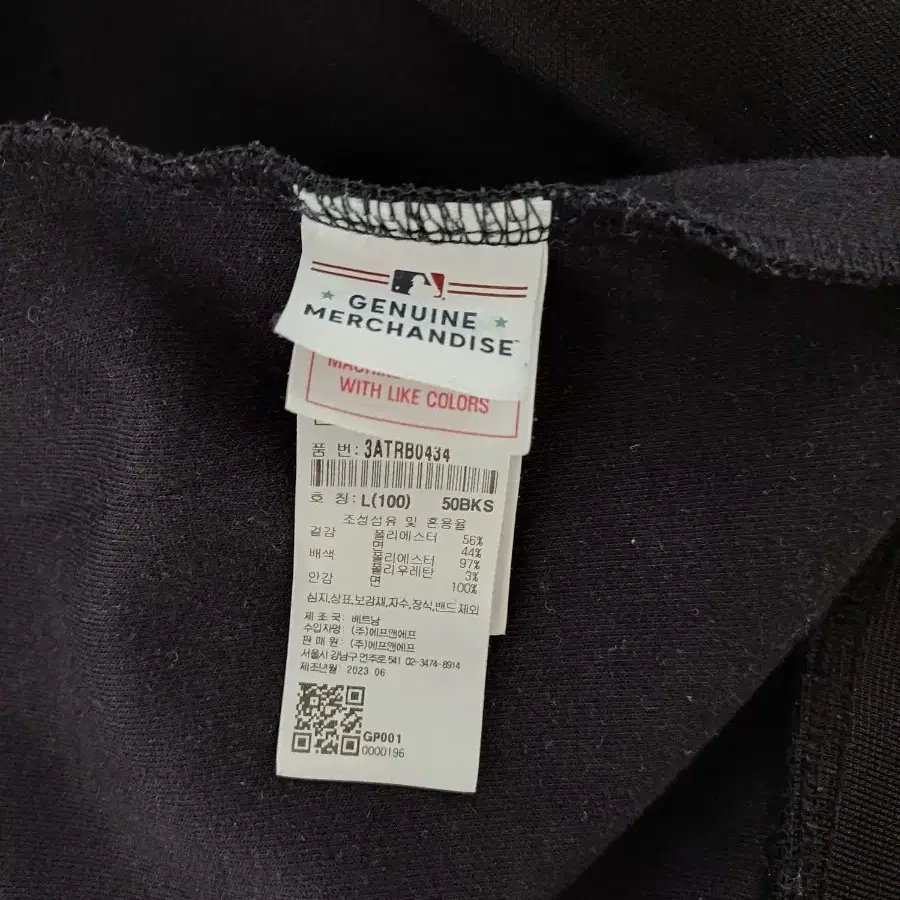 GENUINE
MERCHANDISE™
WITH LIKE COLORS
품 번: 3ATRB0434
호 칭: L(100) 50BKS
조성섬유 및 혼용율
겉감 폴리에스터 56%
면 44%
배색 폴리에스터 97%
폴리우레탄 3%
안감 면 100%
심지,상표,보강재,자수,장식,밴드제외
제 조 국: 베트남
수입자명: (주)에프앤에프
판 매 원: (주)에프앤에프
서울시 강남구 언주로 541 02-3474-8914
제조년월 2023 06
GP001
0000196